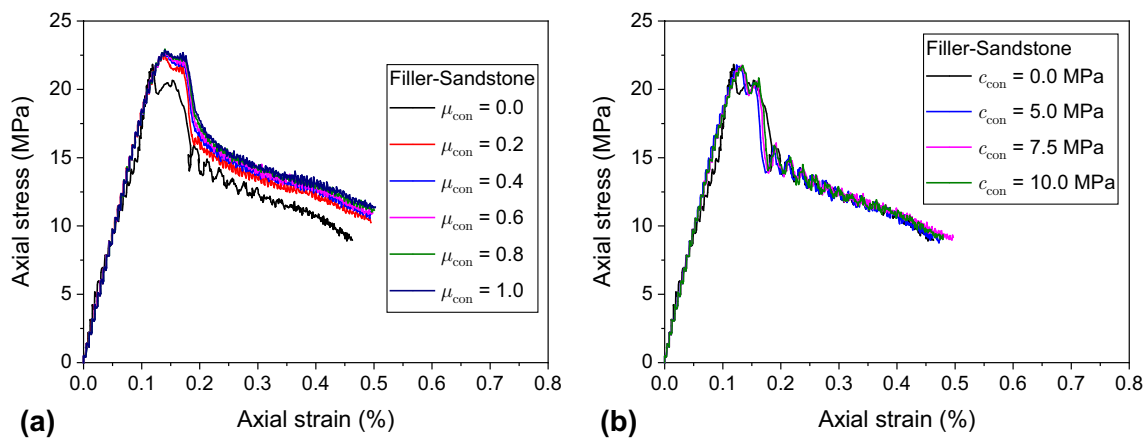 25
20
15
10
5
0
Axial stress (MPa)
0.0 0.1 0.2 0.3 0.4 0.5 0.6 0.7 0.8
Axial strain (%)
Filler-Sandstone
μcon = 0.0
μcon = 0.2
μcon = 0.4
μcon = 0.6
μcon = 0.8
μcon = 1.0
(a)
25
20
15
10
5
0
Axial stress (MPa)
0.0 0.1 0.2 0.3 0.4 0.5 0.6 0.7 0.8
Axial strain (%)
Filler-Sandstone
ccon = 0.0 MPa
ccon = 5.0 MPa
ccon = 7.5 MPa
ccon = 10.0 MPa
(b)